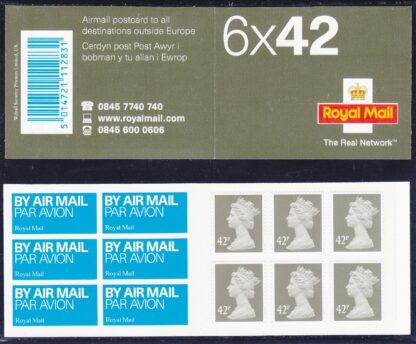 Airmail postcard to all
destinations outside Europe
Cerdyn post Post Awyr i
bobman y tu allan i Ewrop
0845 7740 740
www.royalmail.com
0845 600 0606
5 014721 112831
6x42
Royal Mail
The Real Network™
BY AIR MAIL
PAR AVION
Royal Mail
BY AIR MAIL
PAR AVION
Royal Mail
BY AIR MAIL
PAR AVION
Royal Mail
BY AIR MAIL
PAR AVION
Royal Mail
BY AIR MAIL
PAR AVION
Royal Mail
BY AIR MAIL
PAR AVION
Royal Mail
42P
42P
42P
42P
42P
42P